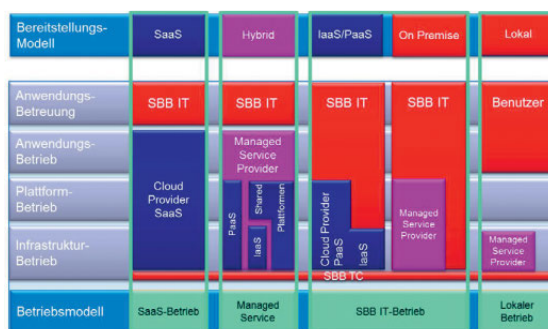 Bereitstellungs-
Modell
SaaS
Hybrid
IaaS/PaaS
On Premise
Lokal
Anwendungs-
Betreuung
SBB IT
SBB IT
SBB IT
SBB IT
Benutzer
Anwendungs-
Betrieb
Cloud
Provider
SaaS
Managed
Service
Provider
Plattform-
Betrieb
PaaS
Shared
IaaS
Plattformen
Cloud Provider
PaaS
IaaS
Managed
Service
Provider
Infrastruktur-
Betrieb
Managed
Service
Provider
SBB TC
Betriebsmodell
SaaS-Betrieb
Managed
Service
SBB IT-Betrieb
Lokaler
Betrieb